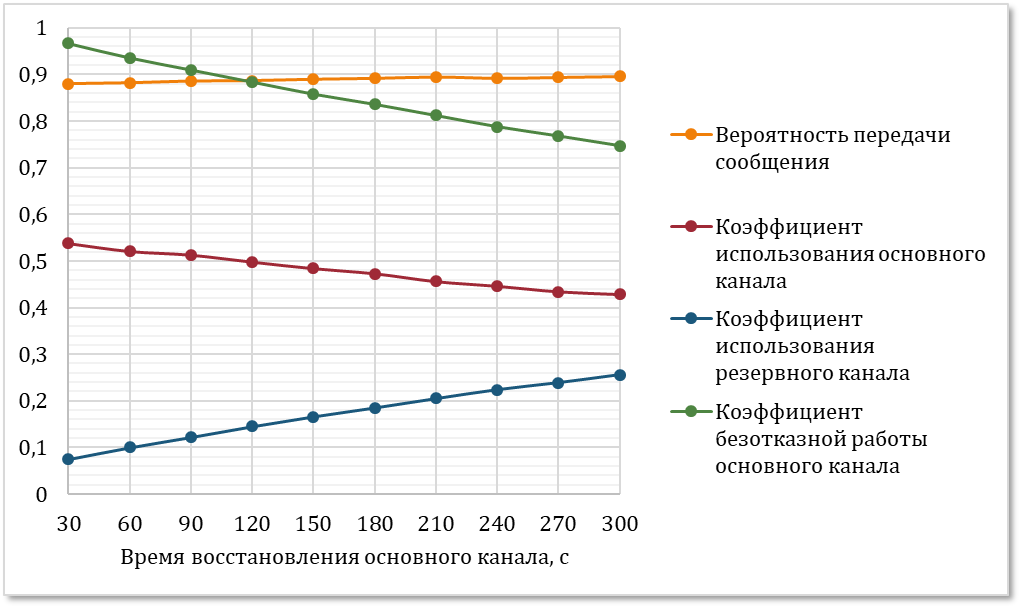 1
0,9
0,8
0,7
0,6
0,5
0,4
0,3
0,2
0,1
0
30 60 90 120 150 180 210 240 270 300
Время восстановления основного канала, с
Вероятность передачи
сообщения
Коэффициент
использования основного
канала
Коэффициент
использования
резервного канала
Коэффициент
безотказной работы
основного канала